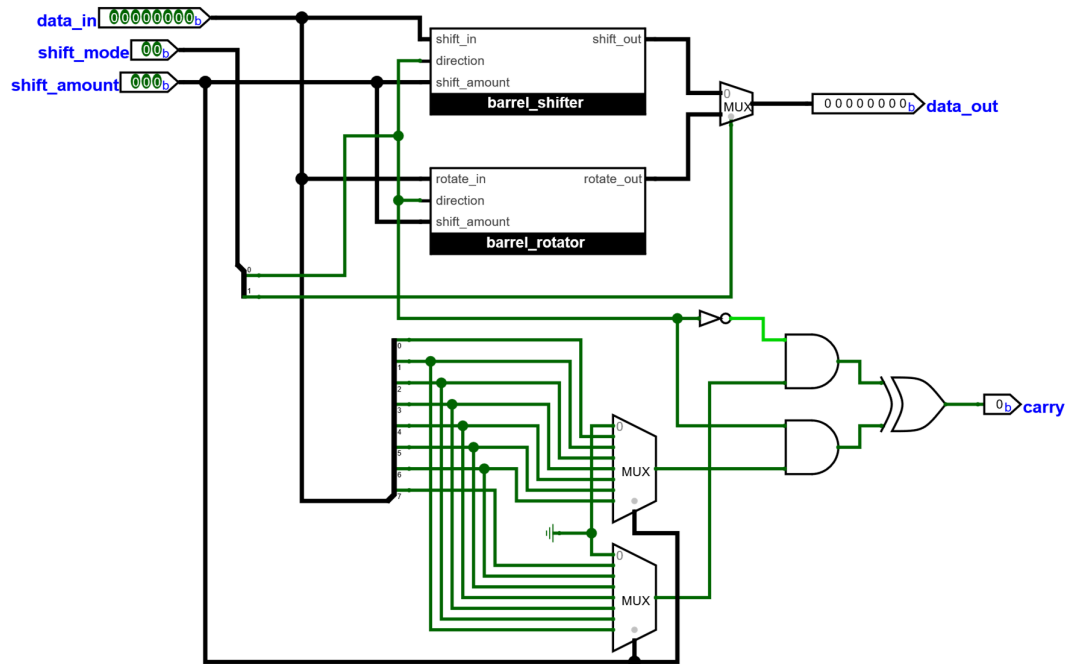 data_in 00000000b
shift_mode 00b
shift_amount 000b
shift_in shift_out
direction
shift_amount
barrel_shifter
0
MUX
00000000b data_out
rotate_in rotate_out
direction
shift_amount
barrel_rotator
0
1
0
1
2
3
4
5
6
7
0
MUX
0b carry
0
MUX